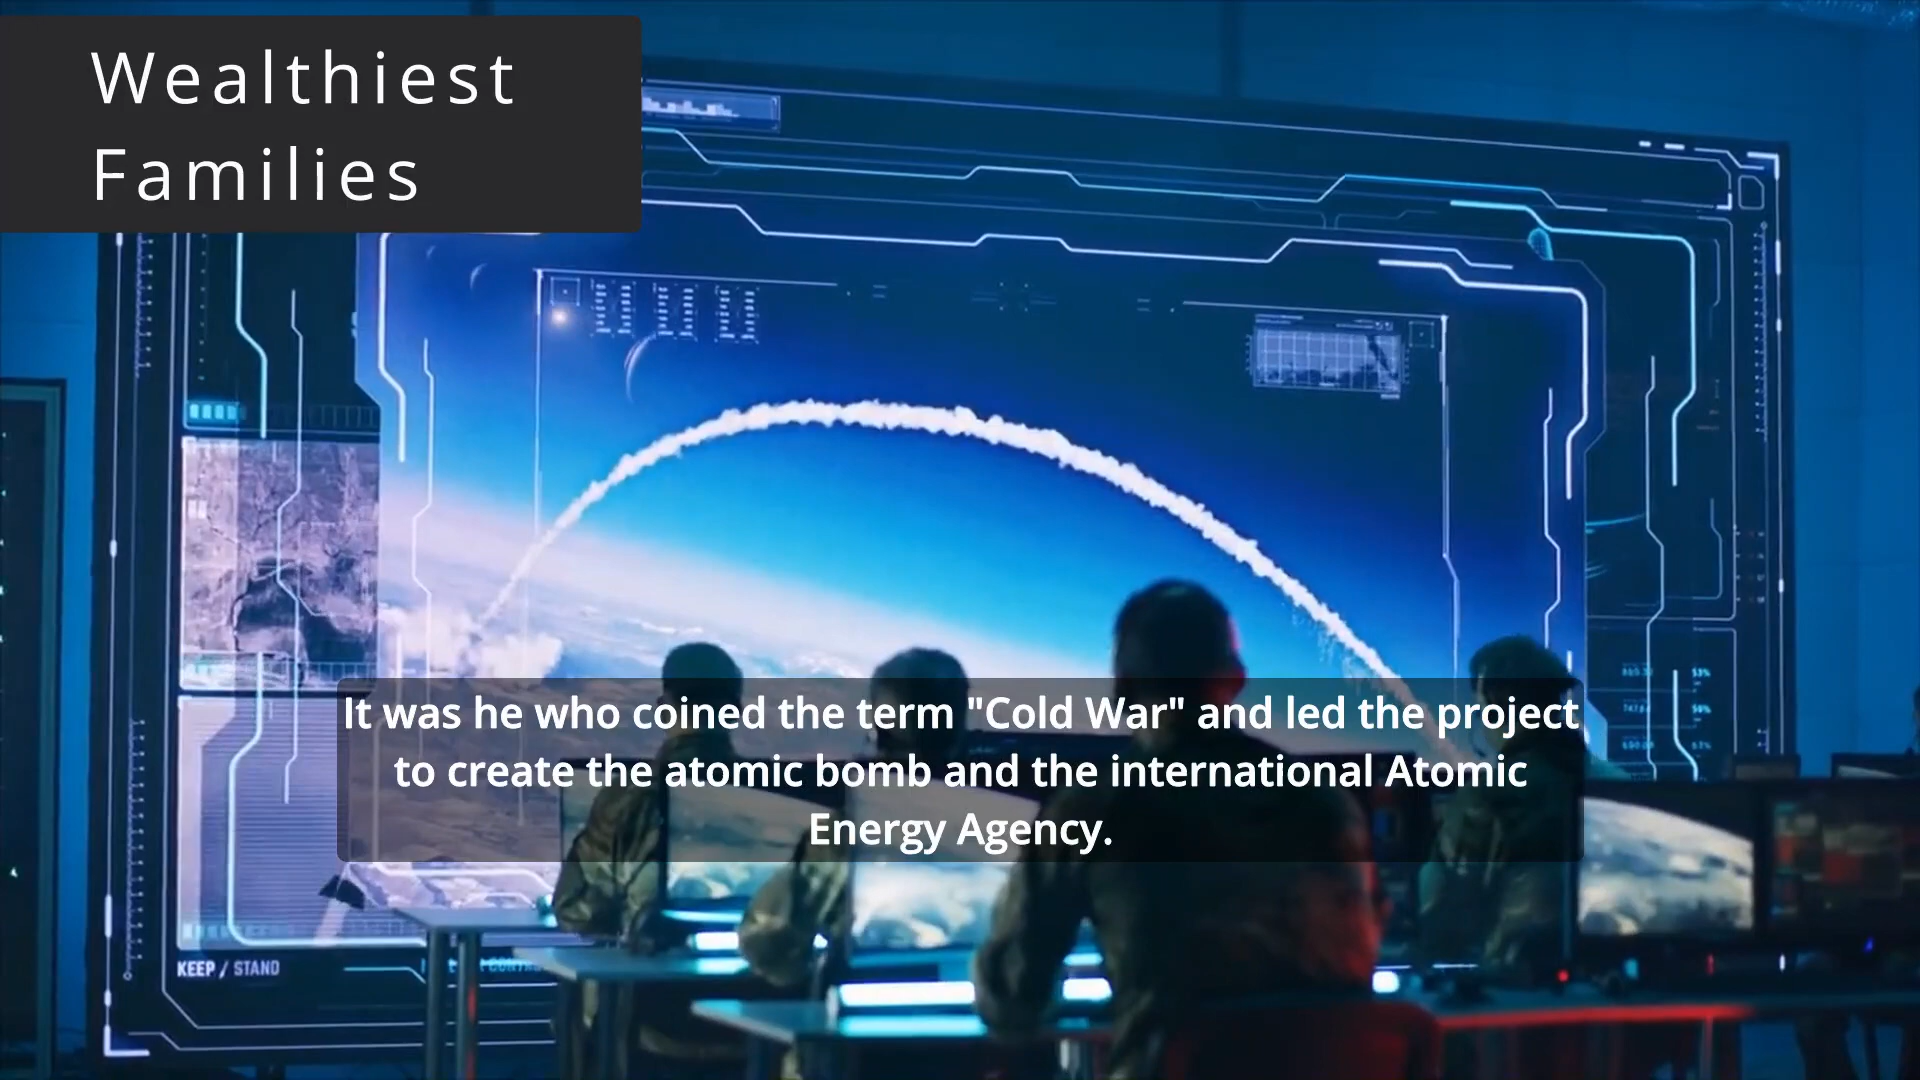 Wealthiest
Families
It was he who coined the term "Cold War" and led the project
to create the atomic bomb and the international Atomic
Energy Agency.
KEEP / STAND